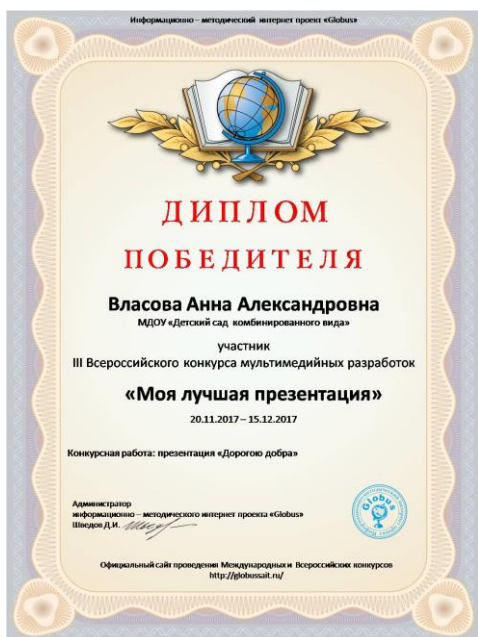 Информационно – методический интернет проект «Globus»
ДИПЛОМ
ПОБЕДИТЕЛЯ
Власова Анна Александровна
МДОУ «Детский сад комбинированного вида»
участник
III Всероссийского конкурса мультимедийных разработок
«Моя лучшая презентация»
20.11.2017 – 15.12.2017
Конкурсная работа: презентация «Дорогою добра»
Администратор
информационно – методического интернет проекта «Globus»
Шведов Д.И.
Globus
Официальный сайт проведения Международных и Всероссийских конкурсов
http://globussait.ru/